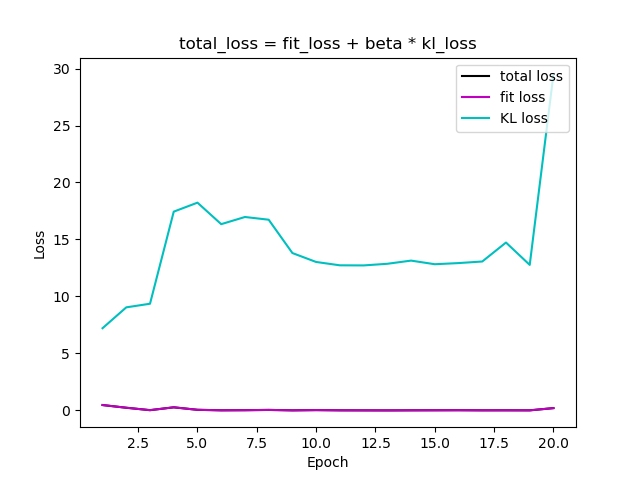 total_loss = fit_loss + beta * kl_loss
30
25
20
15
10
5
0
Loss
total loss
fit loss
KL loss
2.5 5.0 7.5 10.0 12.5 15.0 17.5 20.0
Epoch